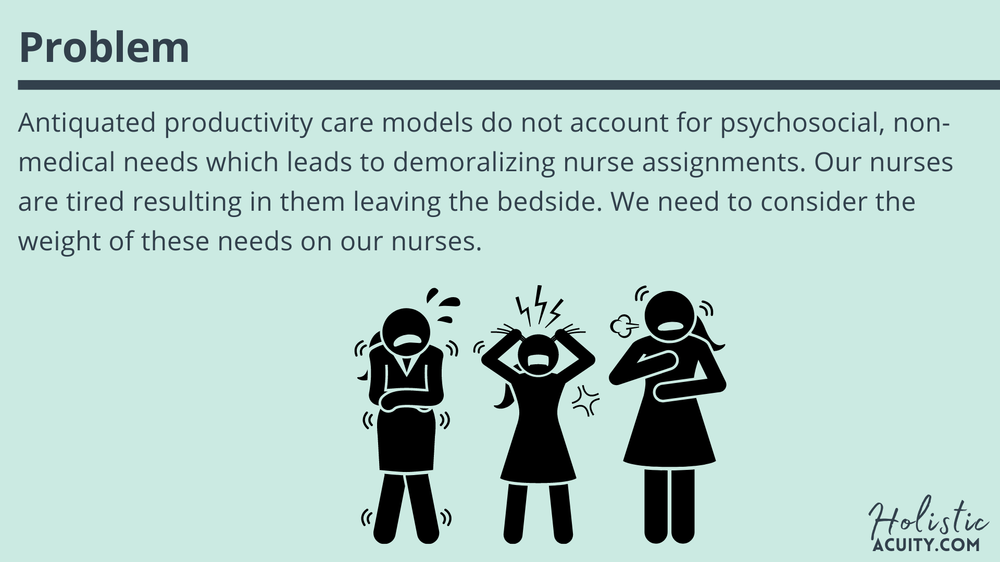 Problem
Antiquated productivity care models do not account for psychosocial, non-
medical needs which leads to demoralizing nurse assignments. Our nurses
are tired resulting in them leaving the bedside. We need to consider the
weight of these needs on our nurses.
Holistic
ACUITY.COM